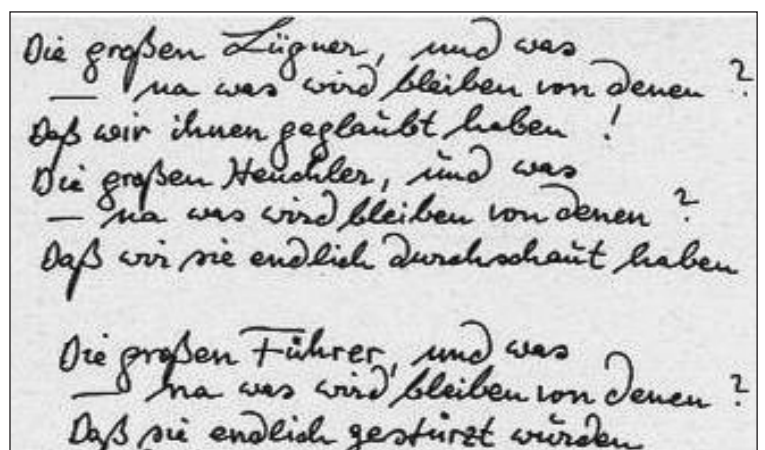 Die großen Lügner, und was
— na was wird bleiben von denen ?
Daß wir ihnen geglaubt haben !
Die großen Heuchler, und was
— na was wird bleiben von denen ?
Daß wir sie endlich durchschaut haben
Die großen Führer, und was
— na was wird bleiben von denen ?
Daß sie endlich gestürzt wurden